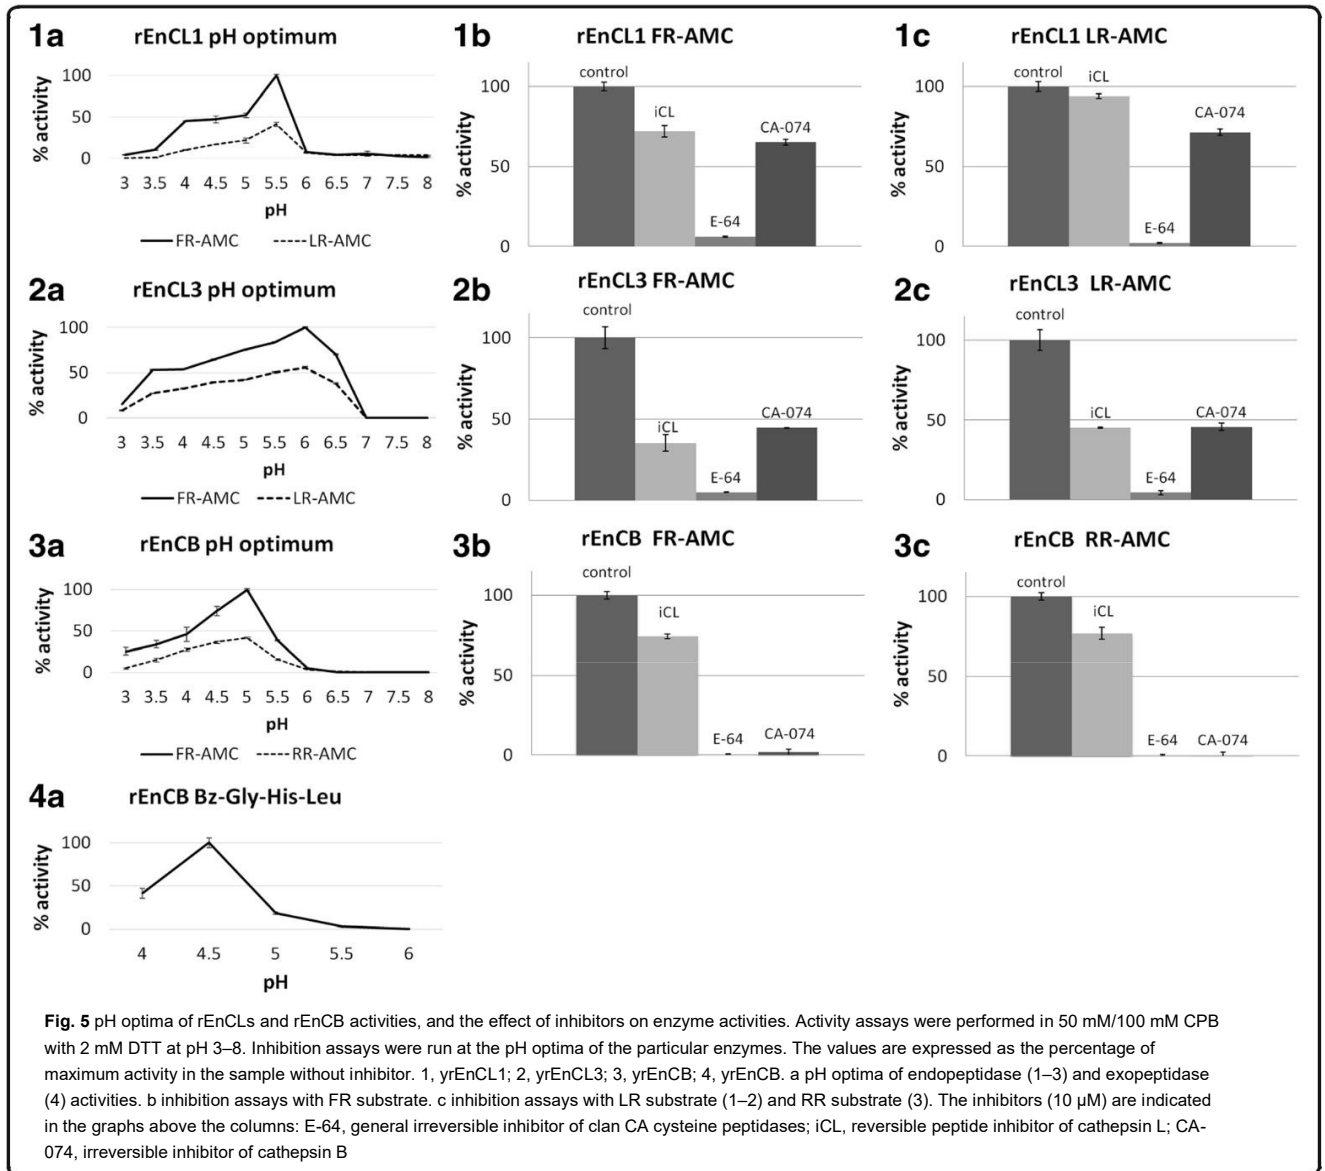 1a
rEnCL1 pH optimum
% activity
100
50
0
3 3.5 4 4.5 5 5.5 6 6.5 7 7.5 8
pH
FR-AMC LR-AMC
1b
rEnCL1 FR-AMC
% activity
100
50
0
control
iCL
E-64
CA-074
1c
rEnCL1 LR-AMC
% activity
100
50
0
control
iCL
E-64
CA-074
2a
rEnCL3 pH optimum
% activity
100
50
0
3 3.5 4 4.5 5 5.5 6 6.5 7 7.5 8
pH
FR-AMC LR-AMC
2b
rEnCL3 FR-AMC
% activity
100
50
0
control
iCL
E-64
CA-074
2c
rEnCL3 LR-AMC
% activity
100
50
0
control
iCL
E-64
CA-074
3a
rEnCB pH optimum
% activity
100
50
0
3 3.5 4 4.5 5 5.5 6 6.5 7 7.5 8
pH
FR-AMC RR-AMC
3b
rEnCB FR-AMC
% activity
100
50
0
control
iCL
E-64
CA-074
3c
rEnCB RR-AMC
% activity
100
50
0
control
iCL
E-64
CA-074
4a
rEnCB Bz-Gly-His-Leu
% activity
100
50
0
4 4.5 5 5.5 6
pH
Fig. 5 pH optima of rEnCLs and rEnCB activities, and the effect of inhibitors on enzyme activities. Activity assays were performed in 50 mM/100 mM CPB
with 2 mM DTT at pH 3–8. Inhibition assays were run at the pH optima of the particular enzymes. The values are expressed as the percentage of
maximum activity in the sample without inhibitor. 1, yrEnCL1; 2, yrEnCL3; 3, yrEnCB; 4, yrEnCB. a pH optima of endopeptidase (1–3) and exopeptidase
(4) activities. b inhibition assays with FR substrate. c inhibition assays with LR substrate (1–2) and RR substrate (3). The inhibitors (10 μM) are indicated
in the graphs above the columns: E-64, general irreversible inhibitor of clan CA cysteine peptidases; iCL, reversible peptide inhibitor of cathepsin L; CA-
074, irreversible inhibitor of cathepsin B